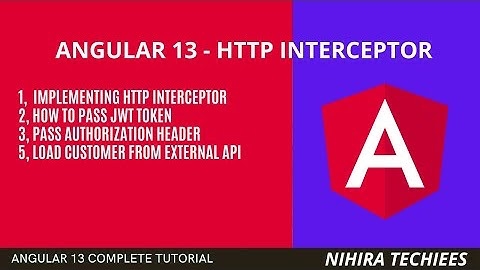 ANGULAR 13 - HTTP INTERCEPTOR
1, IMPLEMENTING HTTP INTERCEPTOR
2, HOW TO PASS JWT TOKEN
3, PASS AUTHORIZATION HEADER
5, LOAD CUSTOMER FROM EXTERNAL API
A
ANGULAR 13 COMPLETE TUTORIAL
NIHIRA TECHIEES